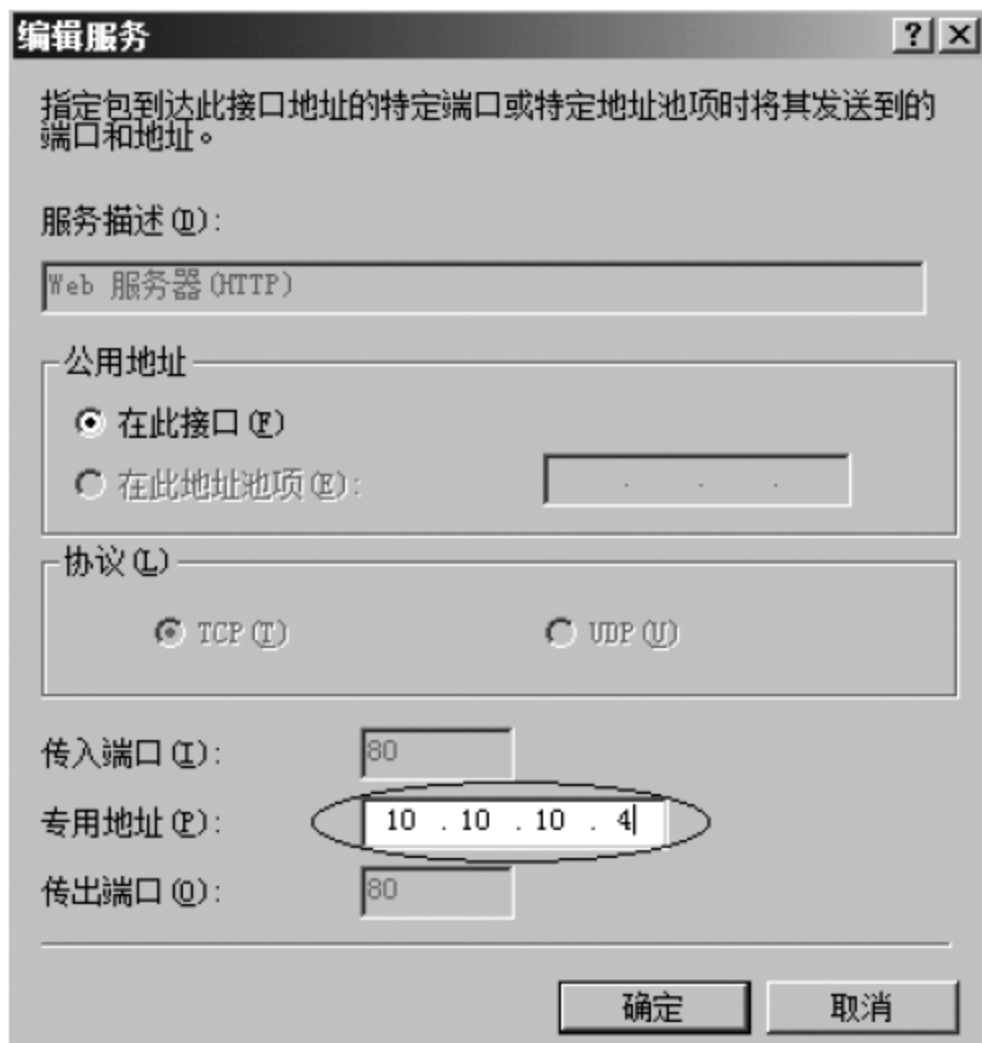 编辑服务
指定包到达此接口地址的特定端口或特定地址池项时将其发送到的
端口和地址。
服务描述(D):
Web 服务器(HTTP)
公用地址
在此接口(F)
在此地址池项(E): . . .
协议(L)
TCP(T) UDP(U)
传入端口(I): 80
专用地址(P): 10 . 10 . 10 . 4
传出端口(O): 80
确定 取消